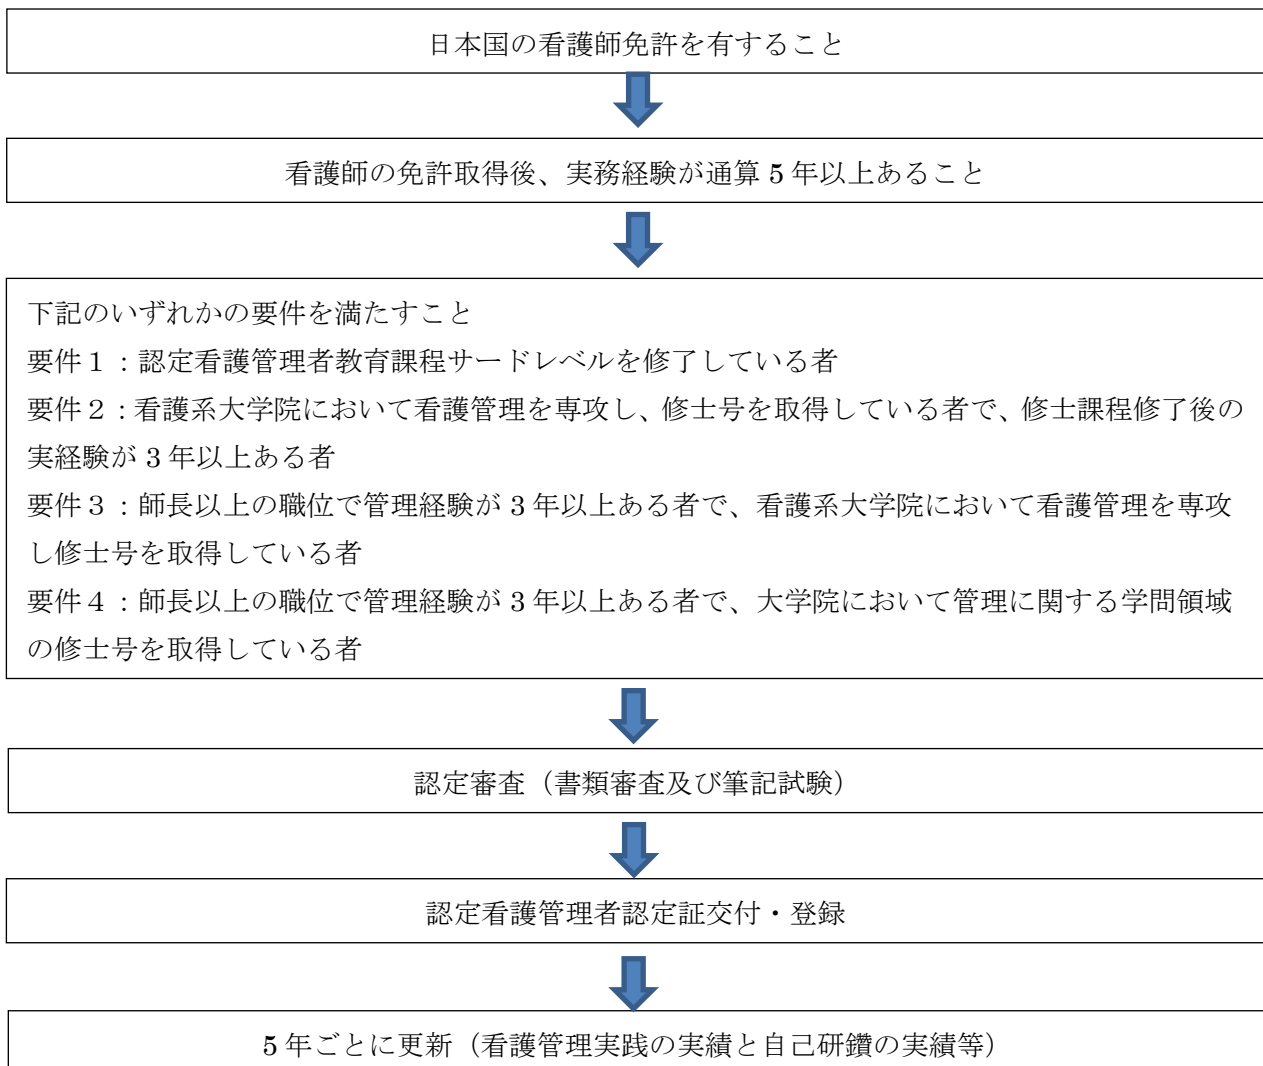 日本国の看護師免許を有すること
看護師の免許取得後、実務経験が通算 5 年以上あること
下記のいずれかの要件を満たすこと
要件１：認定看護管理者教育課程サードレベルを修了している者
要件２：看護系大学院において看護管理を専攻し、修士号を取得している者で、修士課程修了後の
実経験が 3 年以上ある者
要件３：師長以上の職位で管理経験が 3 年以上ある者で、看護系大学院において看護管理を専攻
し修士号を取得している者
要件４：師長以上の職位で管理経験が 3 年以上ある者で、大学院において管理に関する学問領域
の修士号を取得している者
認定審査（書類審査及び筆記試験）
認定看護管理者認定証交付・登録
5 年ごとに更新（看護管理実践の実績と自己研鑽の実績等）